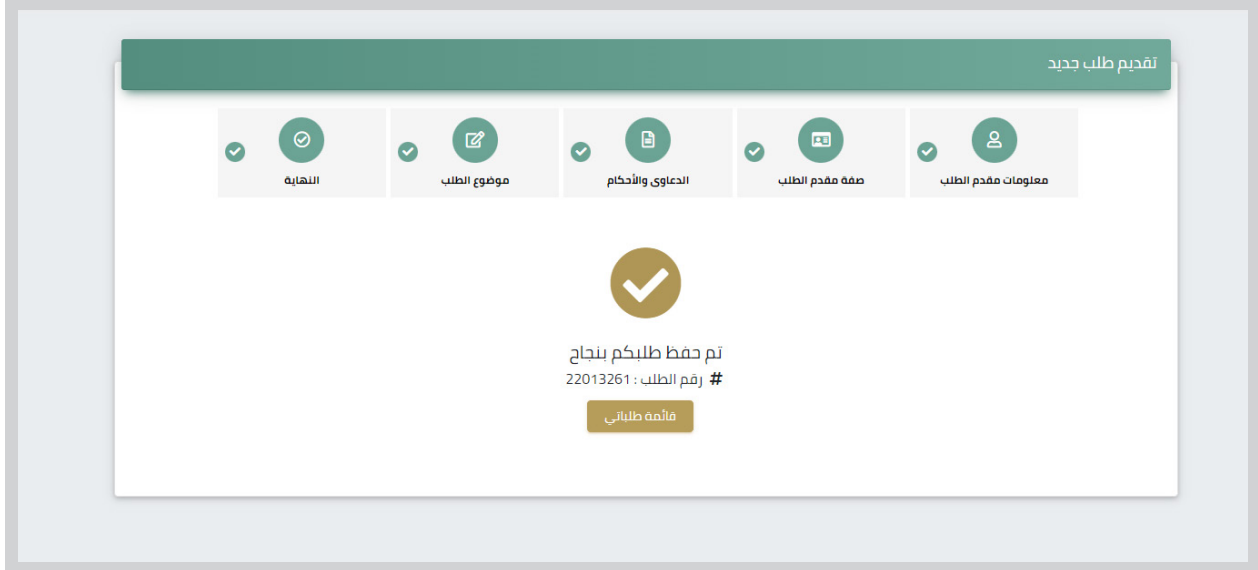 تقديم طلب جديد
معلومات مقدم الطلب
صفة مقدم الطلب
الدعاوى والأحكام
موضوع الطلب
النهاية
تم حفظ طلبكم بنجاح
# رقم الطلب : 22013261
قائمة طلباتي